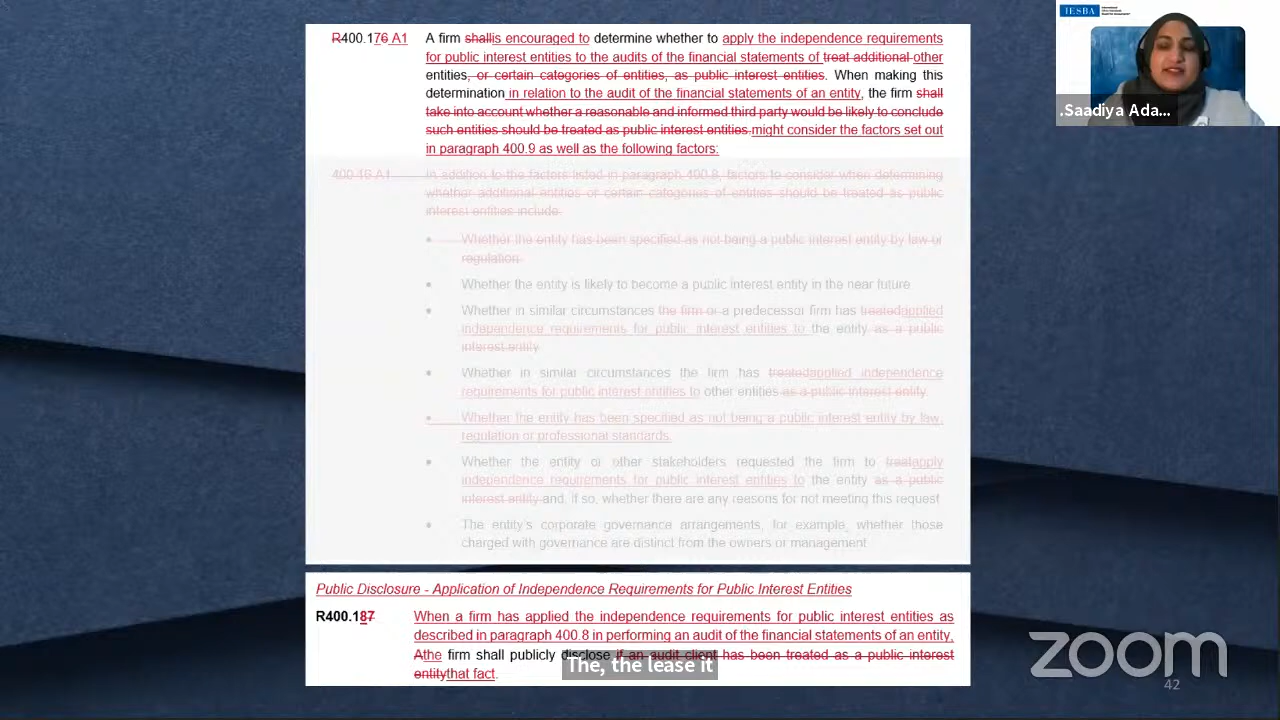 IESBA
.Saadiya Ada...
R400.176 A1 A firm shallis encouraged to determine whether to apply the independence requirements
for public interest entities to the audits of the financial statements of treat additional other
entities, or certain categories of entities, as public interest entities. When making this
determination in relation to the audit of the financial statements of an entity, the firm shall
take into account whether a reasonable and informed third party would be likely to conclude
such entities should be treated as public interest entities.might consider the factors set out
in paragraph 400.9 as well as the following factors:
400.16 A1 In addition to the factors listed in paragraph 400.8, factors to consider when determining
whether additional entities or certain categories of entities should be treated as public
interest entities include:
• Whether the entity has been specified as not being a public interest entity by law or
regulation.
• Whether the entity is likely to become a public interest entity in the near future
• Whether in similar circumstances the firm or a predecessor firm has treatedapplied
independence requirements for public interest entities to the entity as a public
interest entity
• Whether in similar circumstances the firm has treatedapplied independence
requirements for public interest entities to other entities as a public interest entity.
• Whether the entity has been specified as not being a public interest entity by law,
regulation or professional standards.
• Whether the entity or other stakeholders requested the firm to treatapply
independence requirements for public interest entities to the entity as a public
interest entity and, if so, whether there are any reasons for not meeting this request
• The entity's corporate governance arrangements, for example, whether those
charged with governance are distinct from the owners or management
Public Disclosure - Application of Independence Requirements for Public Interest Entities
R400.187 When a firm has applied the independence requirements for public interest entities as
described in paragraph 400.8 in performing an audit of the financial statements of an entity,
Athe firm shall publicly disclose if an audit client has been treated as a public interest
entitythat fact.
The, the lease it
zoom
42